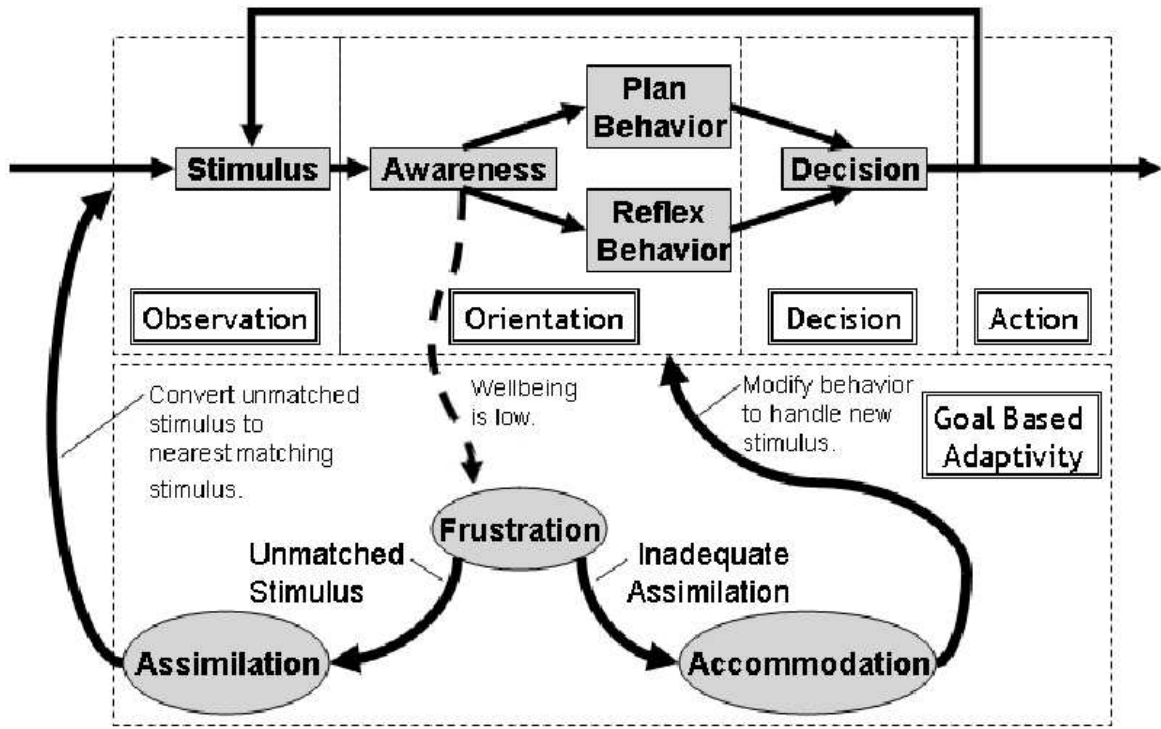 Plan
Behavior
Stimulus
Awareness
Decision
Reflex
Behavior
Observation
Orientation
Decision
Action
Convert unmatched
stimulus to
nearest matching
stimulus.
Wellbeing
is low.
Modify behavior
to handle new
stimulus.
Goal Based
Adaptivity
Frustration
Unmatched
Stimulus
Inadequate
Assimilation
Assimilation
Accommodation